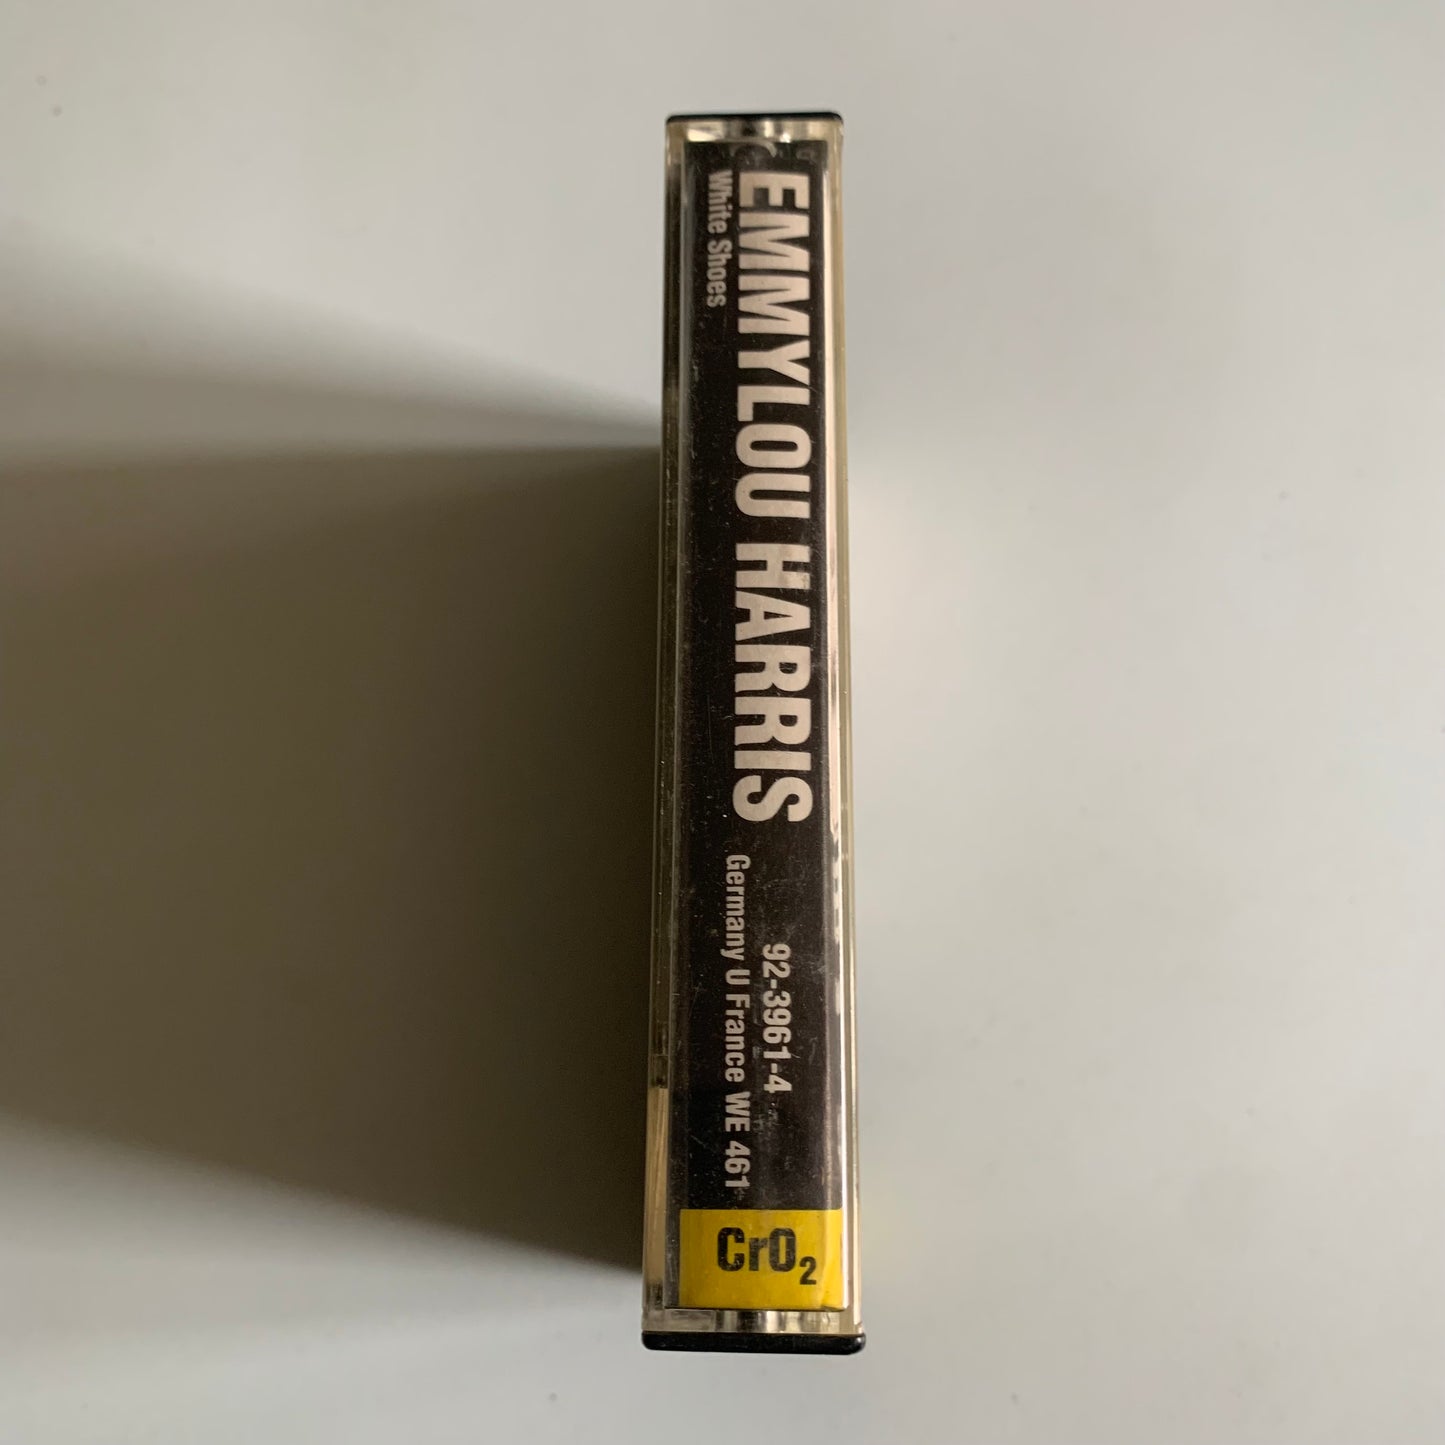 EMMYLOU HARRIS
White Shoes
92-3961-4
Germany U France WE 461
CrO₂